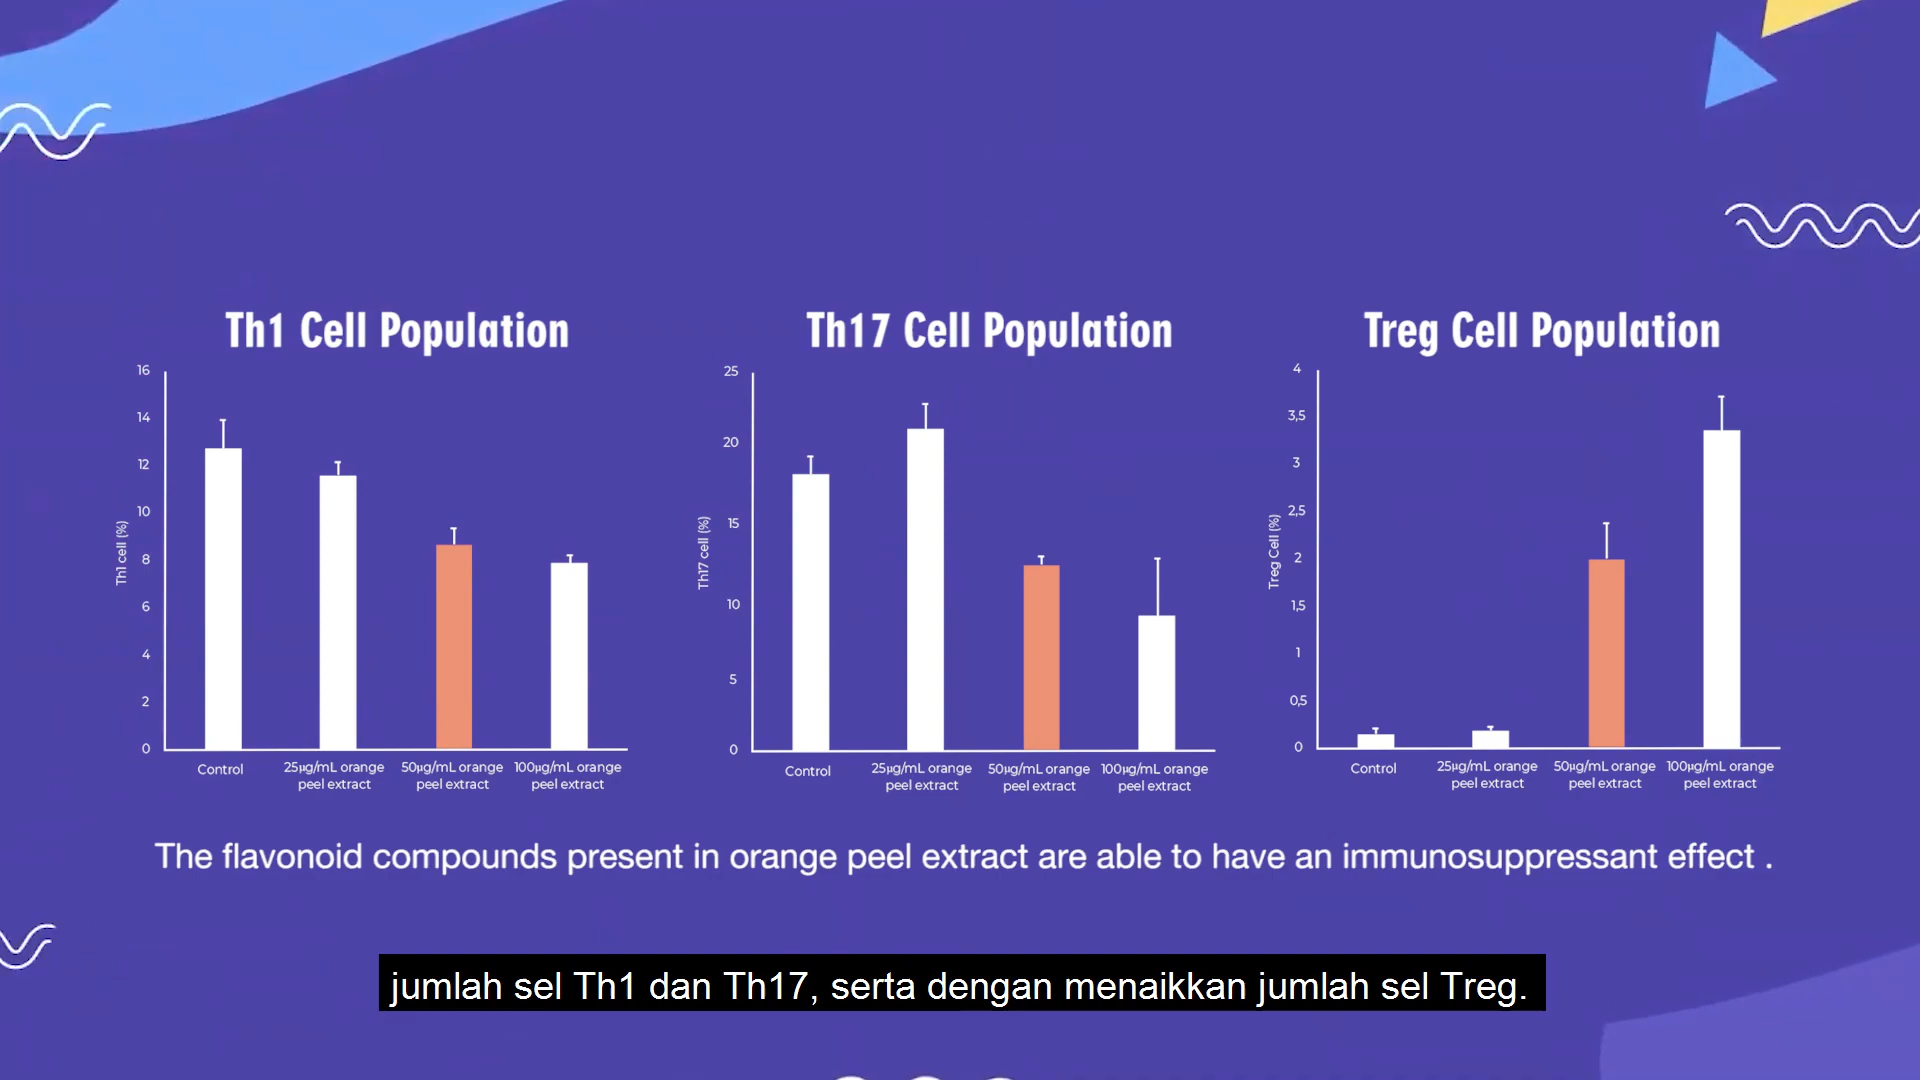 Th1 Cell Population
16
14
12
10
8
6
4
2
0
Th1 cell (%)
Control
25µg/mL orange
peel extract
50µg/mL orange
peel extract
100µg/mL orange
peel extract
Th17 Cell Population
25
20
15
10
5
0
Th17 cell (%)
Control
25µg/mL orange
peel extract
50µg/mL orange
peel extract
100µg/mL orange
peel extract
Treg Cell Population
4
3,5
3
2,5
2
1,5
1
0,5
0
Treg Cell (%)
Control
25µg/mL orange
peel extract
50µg/mL orange
peel extract
100µg/mL orange
peel extract
The flavonoid compounds present in orange peel extract are able to have an immunosuppressant effect .
jumlah sel Th1 dan Th17, serta dengan menaikkan jumlah sel Treg.